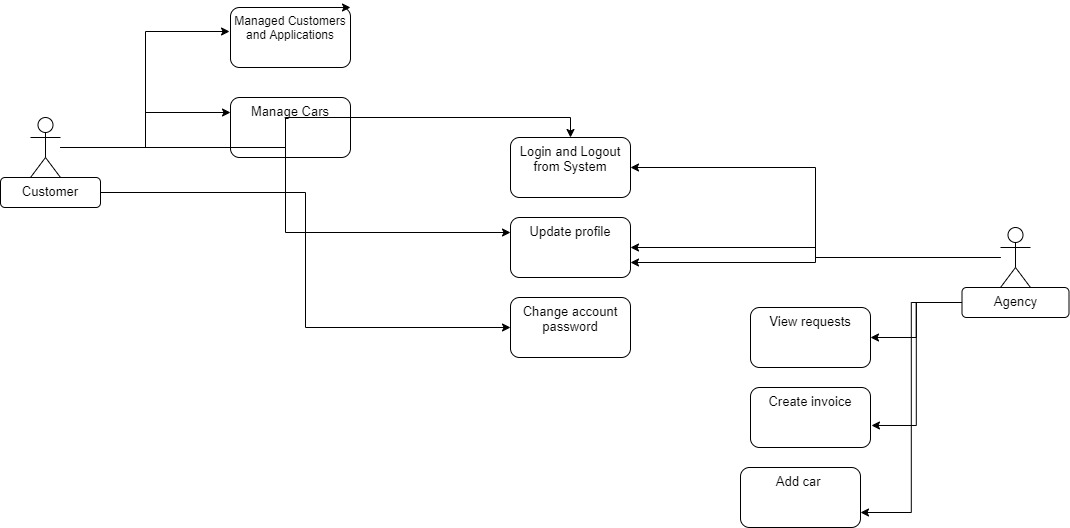 Managed Customers
and Applications
Manage Cars
Customer
Login and Logout
from System
Update profile
Change account
password
Agency
View requests
Create invoice
Add car